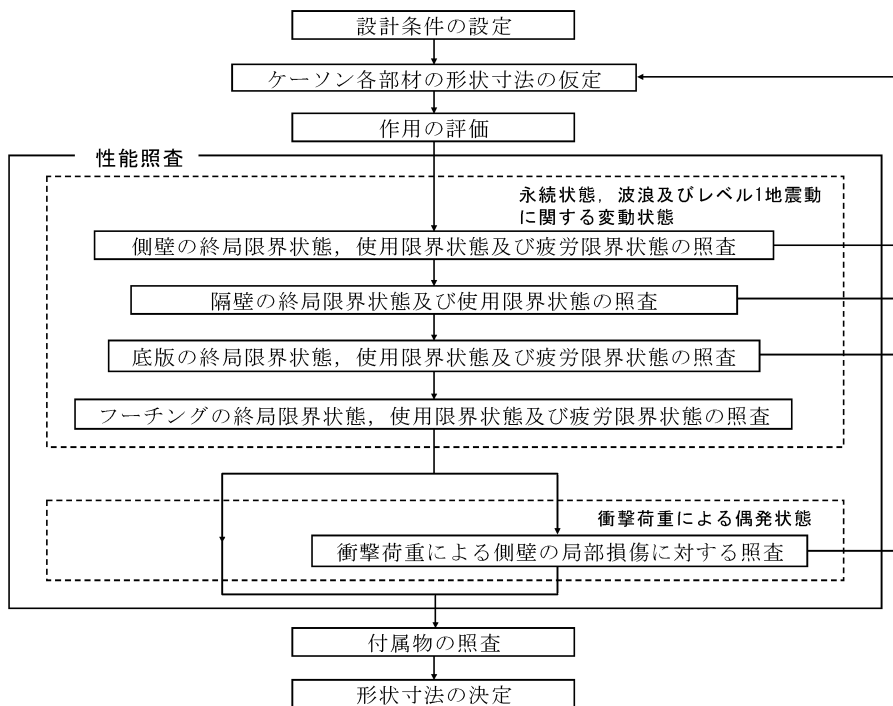 設計条件の設定
ケーソン各部材の形状寸法の仮定
作用の評価
性能照査
永続状態，波浪及びレベル1地震動
に関する変動状態
側壁の終局限界状態，使用限界状態及び疲労限界状態の照査
隔壁の終局限界状態及び使用限界状態の照査
底版の終局限界状態，使用限界状態及び疲労限界状態の照査
フーチングの終局限界状態，使用限界状態及び疲労限界状態の照査
衝撃荷重による偶発状態
衝撃荷重による側壁の局部損傷に対する照査
付属物の照査
形状寸法の決定